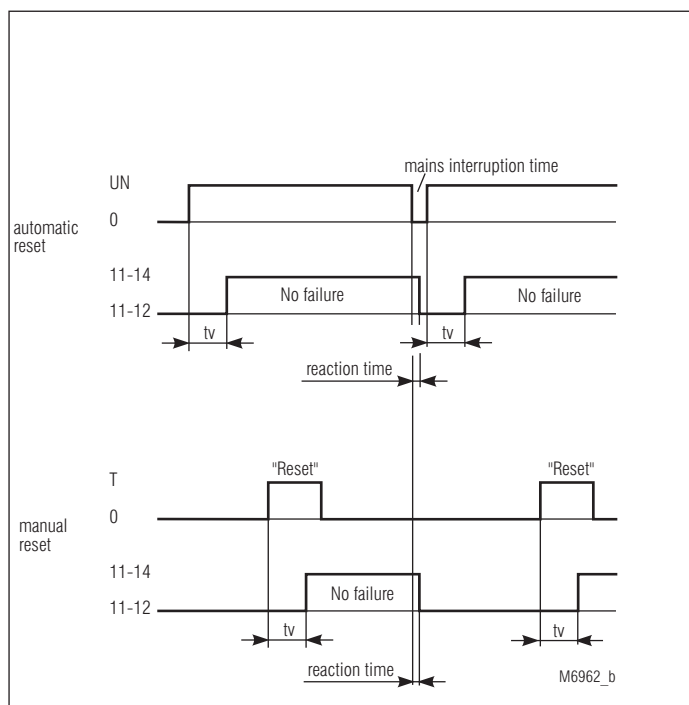 mains interruption time
UN
automatic reset
0
11-14
No failure
No failure
11-12
tv
tv
reaction time
"Reset"
"Reset"
T
manual reset
0
11-14
No failure
11-12
tv
tv
reaction time
M6962_b